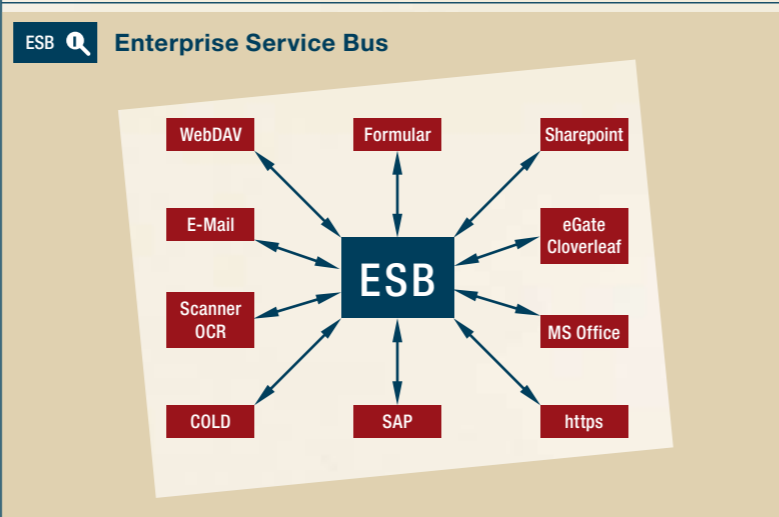 ESB
Enterprise Service Bus
WebDAV
Formular
Sharepoint
E-Mail
eGate
Cloverleaf
ESB
Scanner
OCR
MS Office
COLD
SAP
https